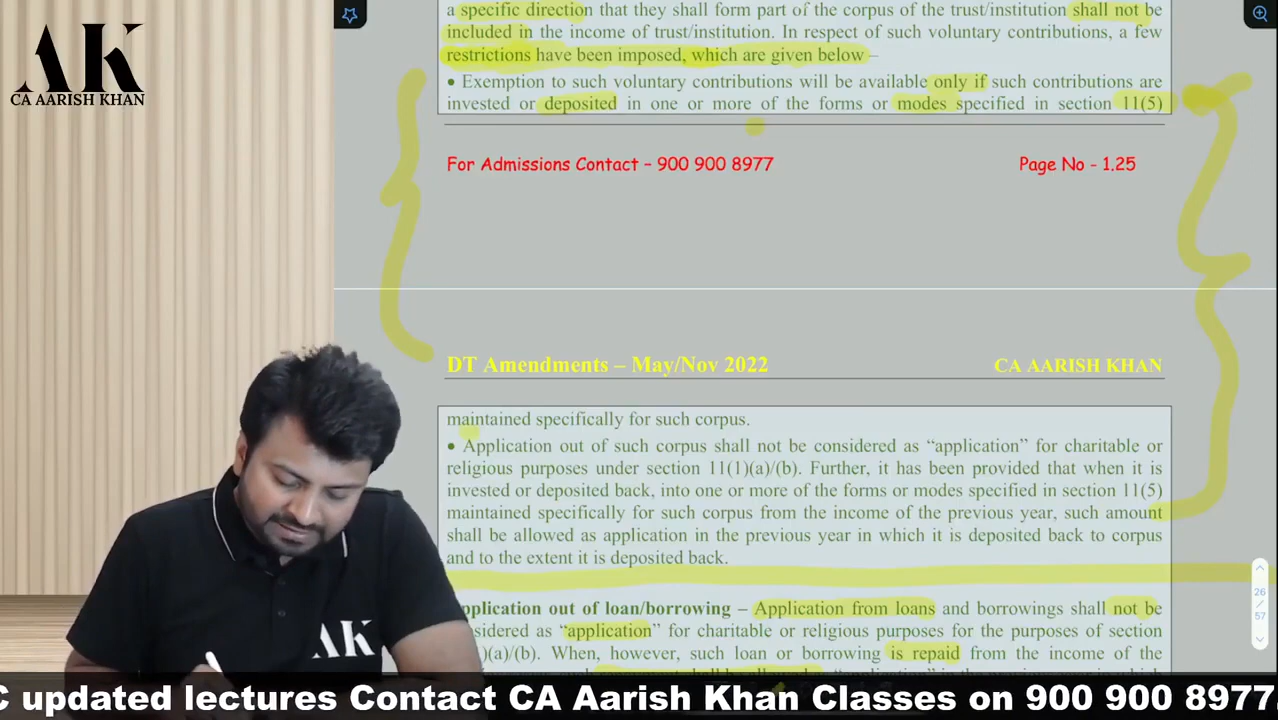 a specific direction that they shall form part of the corpus of the trust/institution shall not be
included in the income of trust/institution. In respect of such voluntary contributions, a few
restrictions have been imposed, which are given below –
• Exemption to such voluntary contributions will be available only if such contributions are
invested or deposited in one or more of the forms or modes specified in section 11(5)
AK
CA AARISH KHAN
For Admissions Contact – 900 900 8977
Page No - 1.25
DT Amendments – May/Nov 2022
CA AARISH KHAN
maintained specifically for such corpus.
• Application out of such corpus shall not be considered as “application” for charitable or
religious purposes under section 11(1)(a)/(b). Further, it has been provided that when it is
invested or deposited back, into one or more of the forms or modes specified in section 11(5)
maintained specifically for such corpus from the income of the previous year, such amount
shall be allowed as application in the previous year in which it is deposited back to corpus
and to the extent it is deposited back.
pplication out of loan/borrowing – Application from loans and borrowings shall not be
sidered as “application” for charitable or religious purposes for the purposes of section
)(a)/(b). When, however, such loan or borrowing is repaid from the income of the
26
/
57
AK
C updated lectures Contact CA Aarish Khan Classes on 900 900 8977.